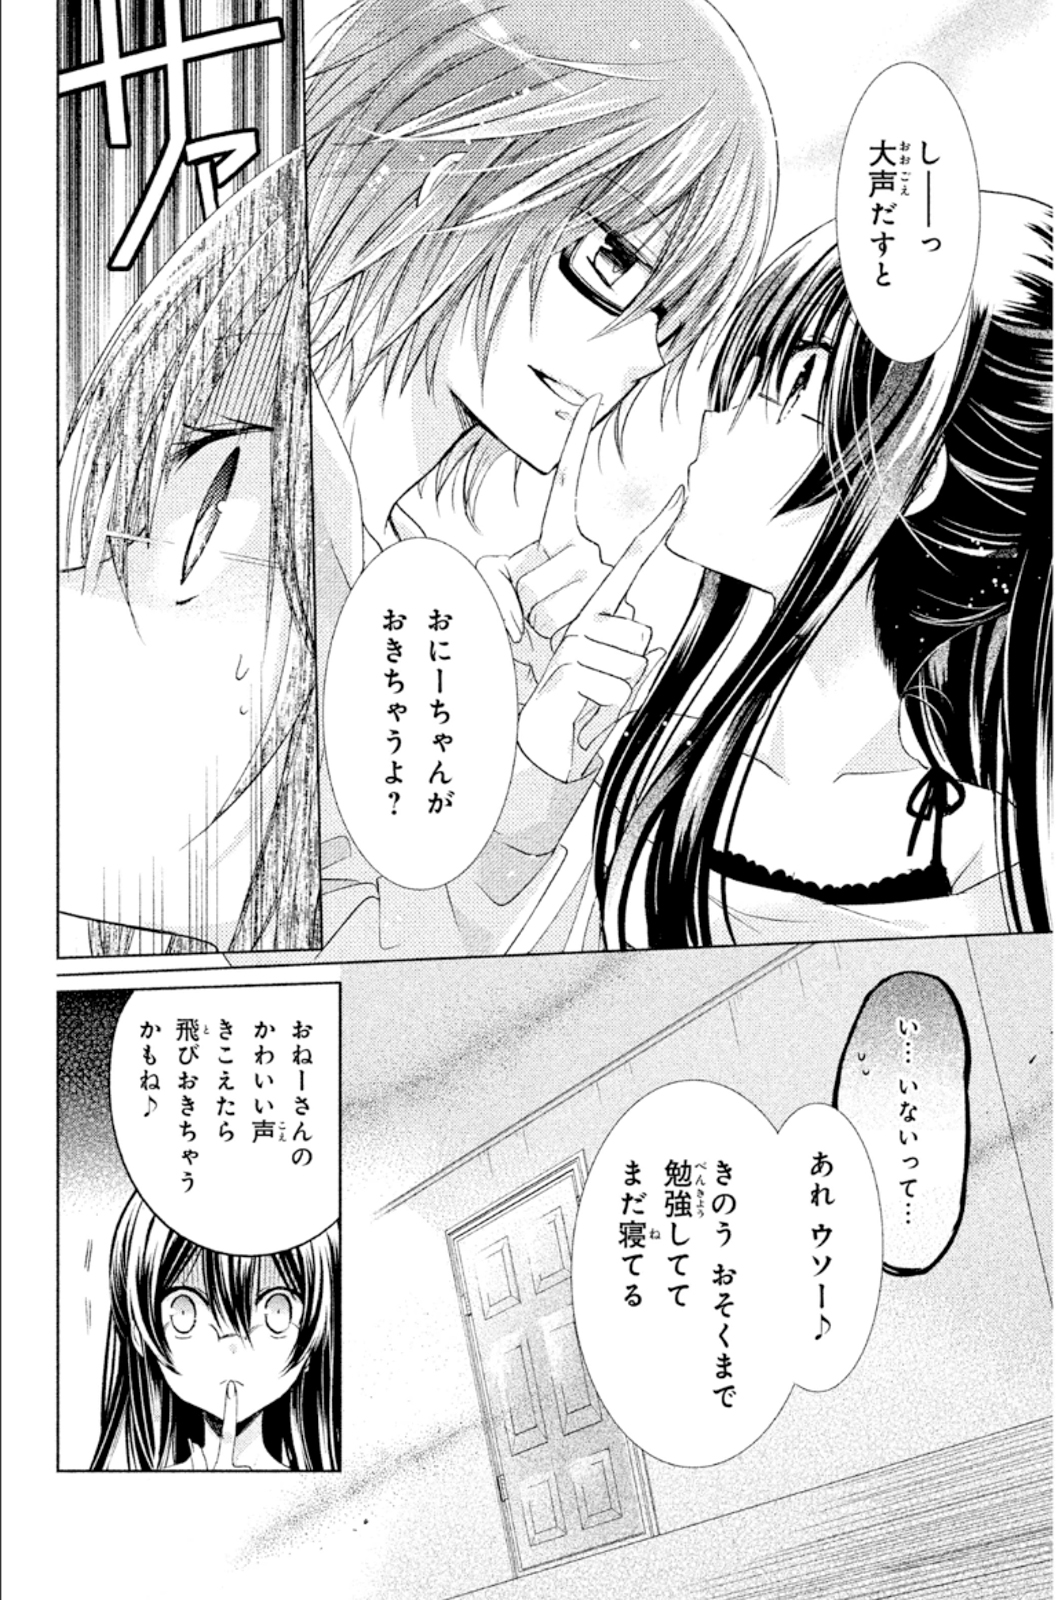 しーーっ
大声だすと
おにーちゃんが
おきちゃうよ?
サァ
い…いないって…
あれ ウソー♪
きのう おそくまで
勉強してて
まだ寝てる
おねーさんの
かわいい声
きこえたら
飛びおきちゃう
かもね♪